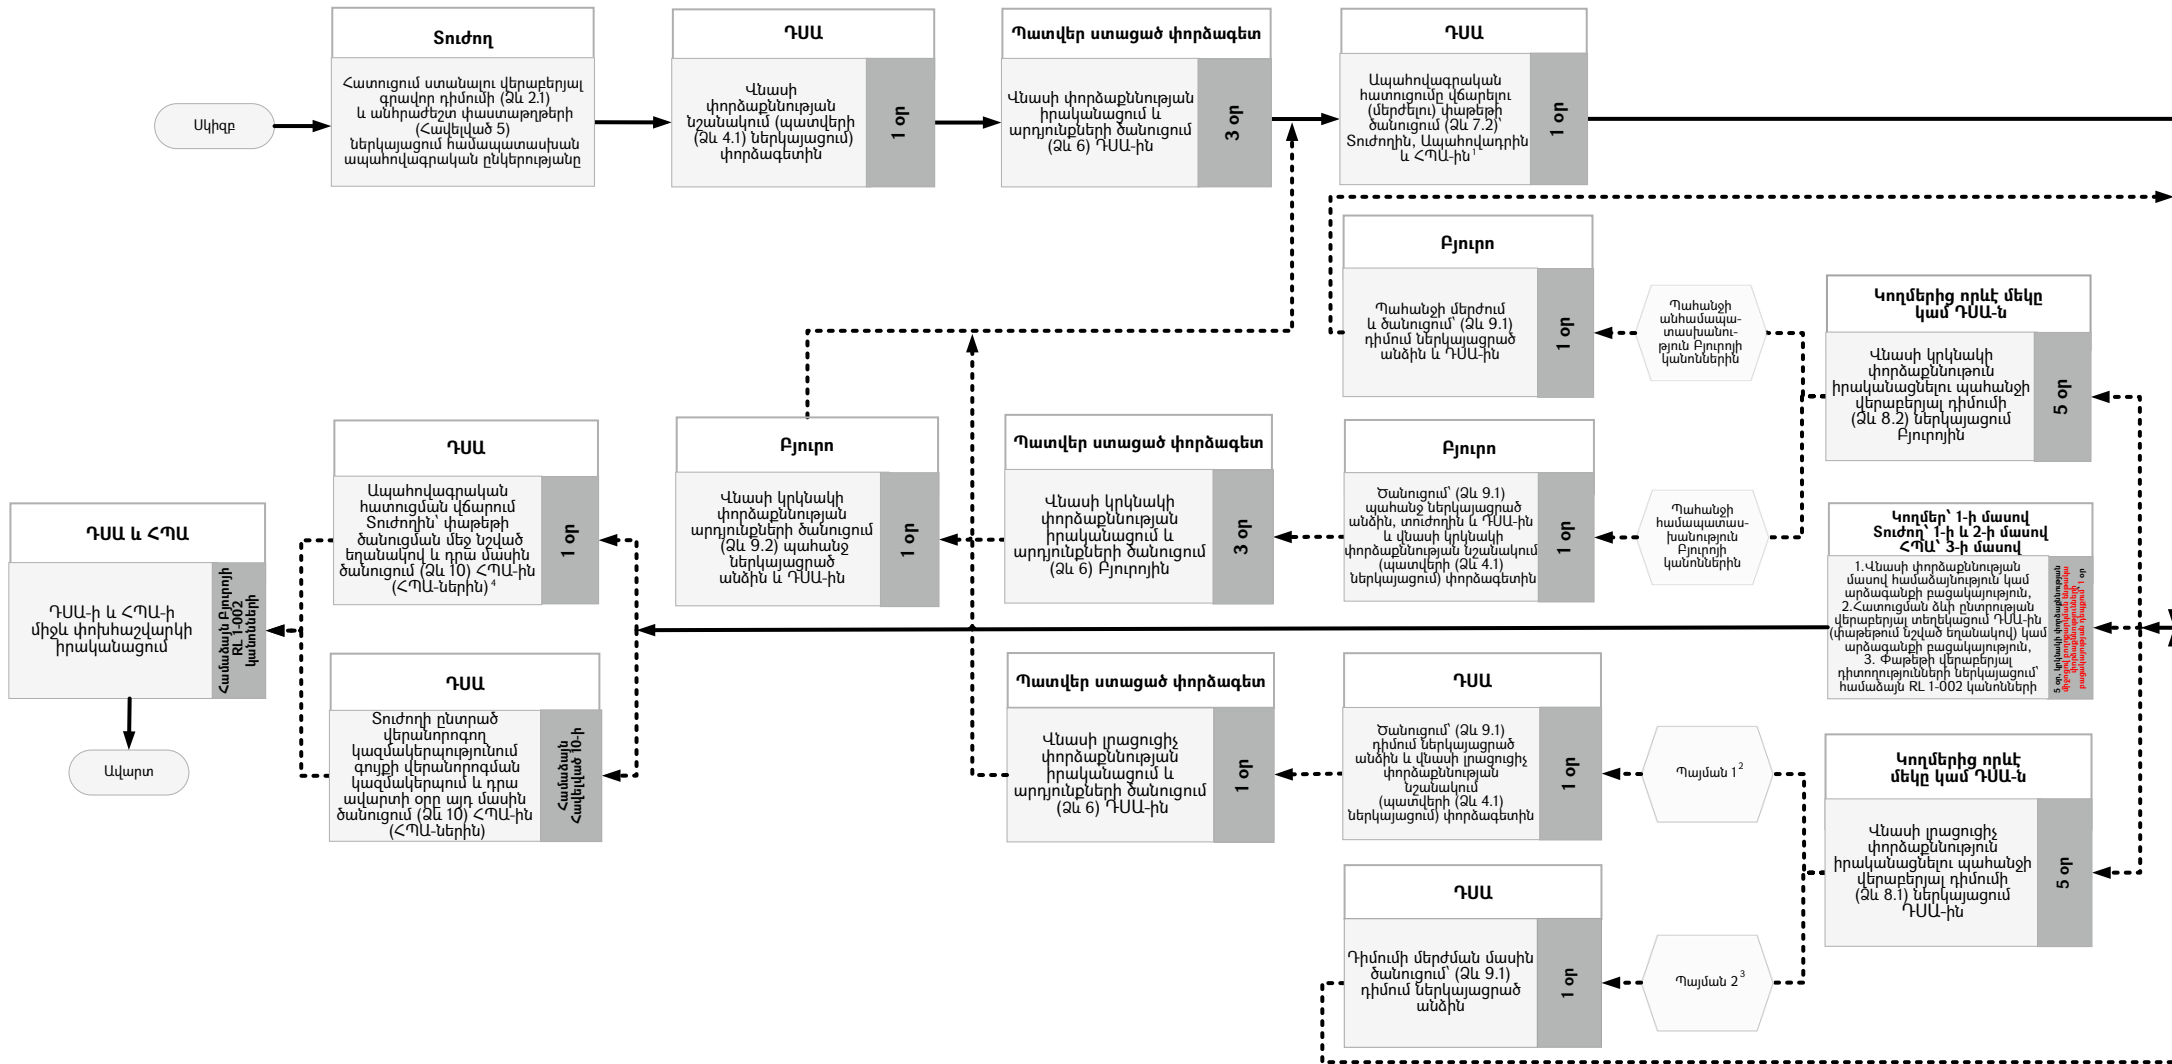 Սկիզբ
Տուժող
Հատուցում ստանալու վերաբերյալ
գրավոր դիմումի (Ձև 2.1)
և անհրաժեշտ փաստաթղթերի
(Հավելված 5)
ներկայացում համապատասխան
ապահովագրական ընկերությանը
ԴՍԱ
Վնասի
փորձաքննության
նշանակում (պատվերի
(Ձև 4.1) ներկայացում)
փորձագետին
1 օր
Պատվեր ստացած փորձագետ
Վնասի փորձաքննության
իրականացում և
արդյունքների ծանուցում
(Ձև 6) ԴՍԱ-ին
3 օր
ԴՍԱ
Ապահովագրական
հատուցումը վճարելու
(մերժելու) փաթեթի
ծանուցում (Ձև 7.2)՝
Տուժողին, Ապահովադրին
և ՀՊԱ-ին¹
1 օր
Բյուրո
Պահանջի մերժում
և ծանուցում՝ (Ձև 9.1)
դիմում ներկայացրած
անձին և ԴՍԱ-ին
1 օր
Պահանջի
անհամապա-
տասխանու-
թյուն Բյուրոյի
կանոններին
Կողմերից որևէ մեկը
կամ ԴՍԱ-ն
Վնասի կրկնակի
փորձաքննութուն
իրականացնելու պահանջի
վերաբերյալ դիմումի
(Ձև 8.2) ներկայացում
Բյուրոյին
5 օր
ԴՍԱ
Ապահովագրական
հատուցման վճարում
Տուժողին՝ փաթեթի
ծանուցման մեջ նշված
եղանակով և դրա մասին
ծանուցում (Ձև 10) ՀՊԱ-ին
(ՀՊԱ-ներին) ⁴
1 օր
Բյուրո
Վնասի կրկնակի
փորձաքննության
արդյունքների ծանուցում
(Ձև 9.2) պահանջ
ներկայացրած
անձին և ԴՍԱ-ին
1 օր
Պատվեր ստացած փորձագետ
Վնասի կրկնակի
փորձաքննության
իրականացում և
արդյունքների ծանուցում
(Ձև 6) Բյուրոյին
3 օր
Բյուրո
Ծանուցում՝ (Ձև 9.1)
պահանջ ներկայացրած
անձին, տուժողին և ԴՍԱ-ին
և վնասի կրկնակի
փորձաքննության նշանակում
(պատվերի (Ձև 4.1)
ներկայացում) փորձագետին
1 օր
Պահանջի
համապատաս-
խանություն
Բյուրոյի
կանոններին
ԴՍԱ և ՀՊԱ
ԴՍԱ-ի և ՀՊԱ-ի
միջև փոխհաշվարկի
իրականացում
Համաձայն Բյուրոյի
RL 1-002
կանոնների
Կողմեր՝ 1-ի մասով
Տուժող՝ 1-ի և 2-ի մասով
ՀՊԱ՝ 3-ի մասով
1.Վնասի փորձաքննության
մասով համաձայնություն կամ
արձագանքի բացակայություն,
2.Հատուցման ձևի ընտրության
վերաբերյալ տեղեկացում ԴՍԱ-ին
(փաթեթում նշված եղանակով) կամ
արձագանքի բացակայություն,
3. Փաթեթի վերաբերյալ
դիտողությունների ներկայացում՝
համաձայն RL 1-002 կանոնների
ԴՍԱ
Տուժողի ընտրած
վերանորոգող
կազմակերպությունում
գույքի վերանորոգման
կազմակերպում և դրա
ավարտի օրը այդ մասին
ծանուցում (Ձև 10) ՀՊԱ-ին
(ՀՊԱ-ներին)
Համաձայն
Հավելված 10-ի
Պատվեր ստացած փորձագետ
Վնասի լրացուցիչ
փորձաքննության
իրականացում և
արդյունքների ծանուցում
(Ձև 6) ԴՍԱ-ին
1 օր
ԴՍԱ
Ծանուցում՝ (Ձև 9.1)
դիմում ներկայացրած
անձին և վնասի լրացուցիչ
փորձաքննության
նշանակում
(պատվերի (Ձև 4.1)
ներկայացում) փորձագետին
1 օր
Պայման 1²
Կողմերից որևէ
մեկը կամ ԴՍԱ-ն
Վնասի լրացուցիչ
փորձաքննություն
իրականացնելու պահանջի
վերաբերյալ դիմումի
(Ձև 8.1) ներկայացում
ԴՍԱ-ին
5 օր
Ավարտ
ԴՍԱ
Դիմումի մերժման մասին
ծանուցում՝ (Ձև 9.1)
դիմում ներկայացրած
անձին
1 օր
Պայման 2³